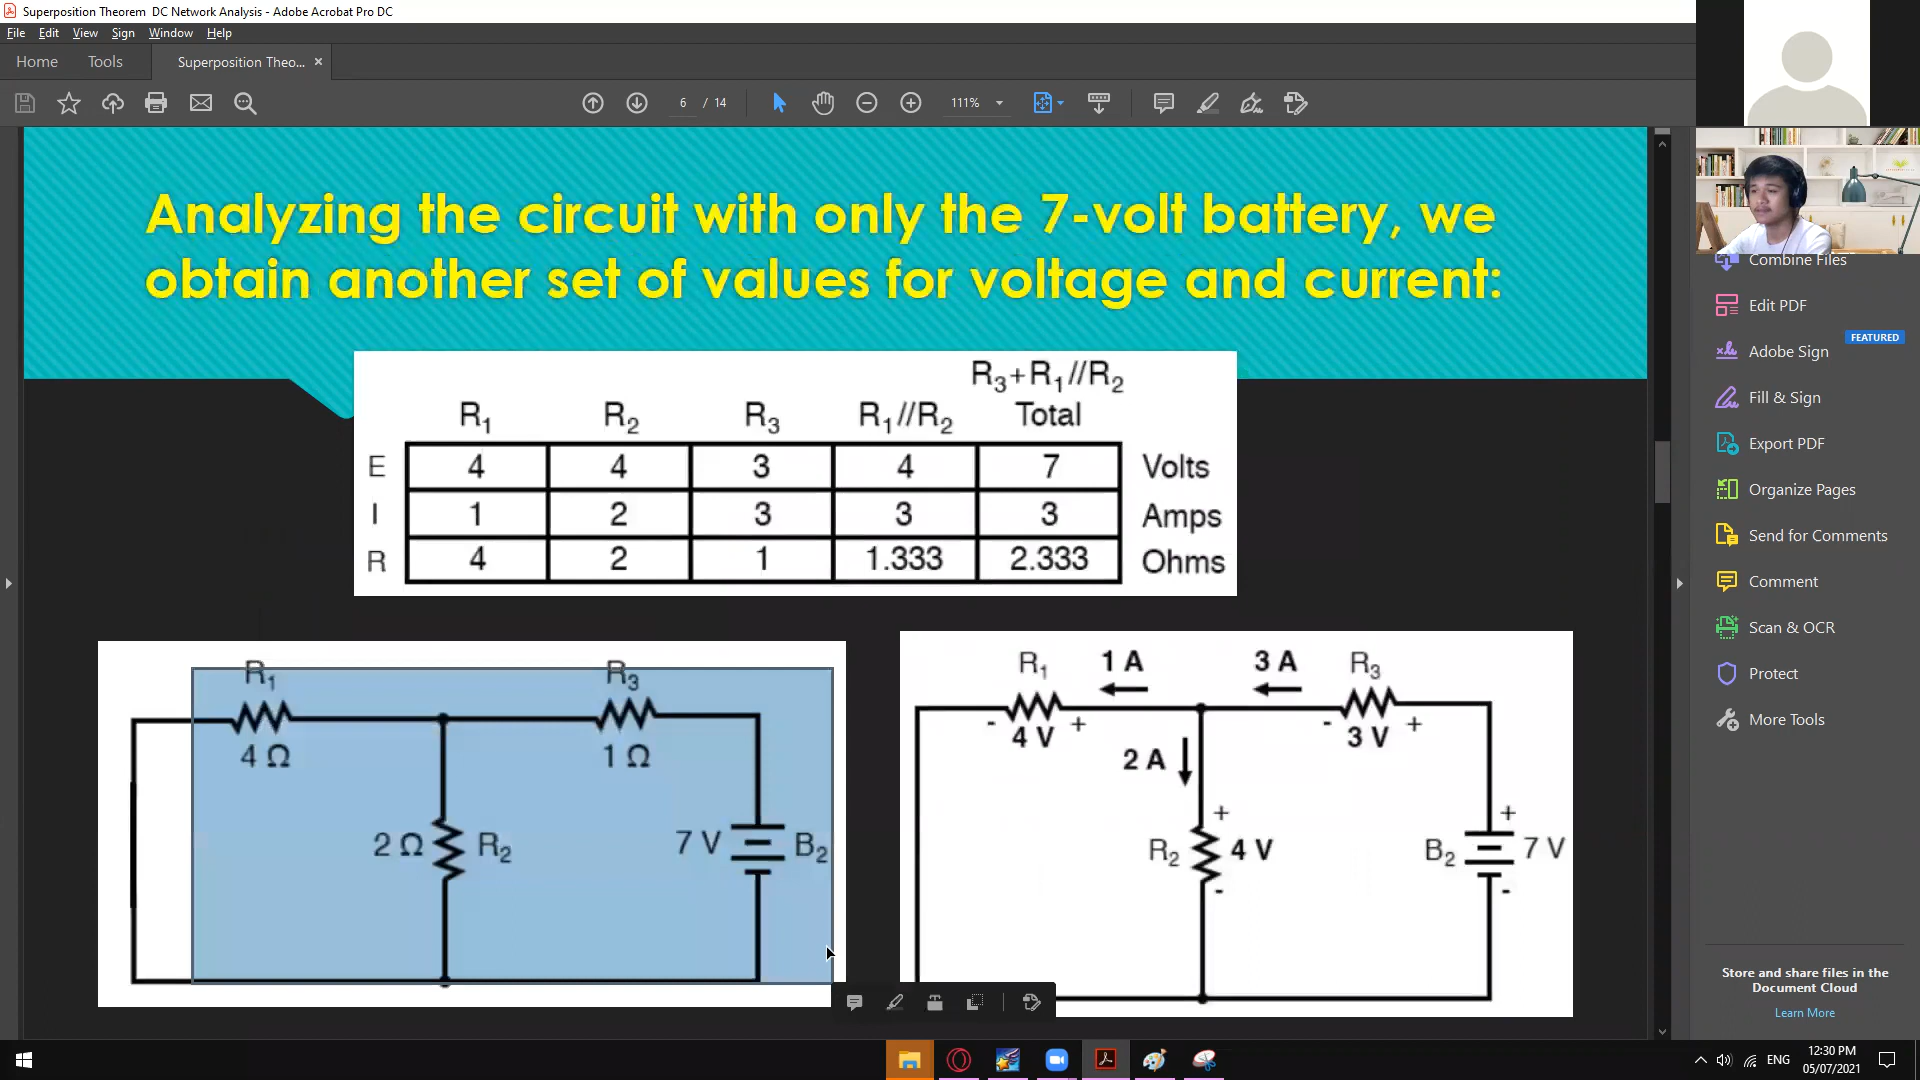 Superposition Theorem  DC Network Analysis - Adobe Acrobat Pro DC
File Edit View Sign Window Help
Home Tools Superposition Theo... ×
6 / 14 111%
Analyzing the circuit with only the 7-volt battery, we
obtain another set of values for voltage and current:
R3+R1//R2
R1 R2 R3 R1//R2 Total
E 4 4 3 4 7 Volts
I 1 2 3 3 3 Amps
R 4 2 1 1.333 2.333 Ohms
R1 R3
4 Ω 1 Ω
2 Ω R2 7 V B2
R1 1 A 3 A R3
- + - +
4 V 3 V
2 A
+ +
R2 4 V B2 7 V
- -
Combine Files
Edit PDF
FEATURED
Adobe Sign
Fill & Sign
Export PDF
Organize Pages
Send for Comments
Comment
Scan & OCR
Protect
More Tools
Store and share files in the
Document Cloud
Learn More
ENG
12:30 PM
05/07/2021